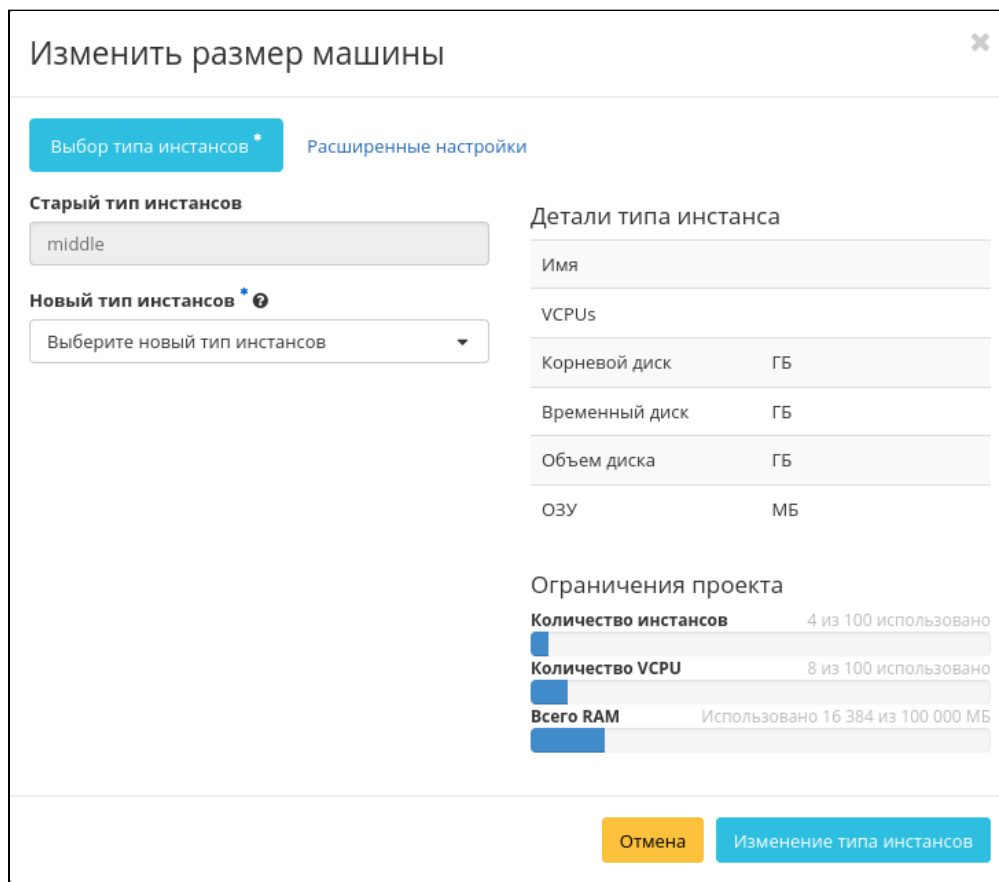 Изменить размер машины
Выбор типа инстансов *
Расширенные настройки
Старый тип инстансов
middle
Новый тип инстансов *
Выберите новый тип инстансов
Детали типа инстанса
Имя
VCPUs
Корневой диск ГБ
Временный диск ГБ
Объем диска ГБ
ОЗУ МБ
Ограничения проекта
Количество инстансов 4 из 100 использовано
Количество VCPU 8 из 100 использовано
Всего RAM Использовано 16 384 из 100 000 МБ
Отмена
Изменение типа инстансов